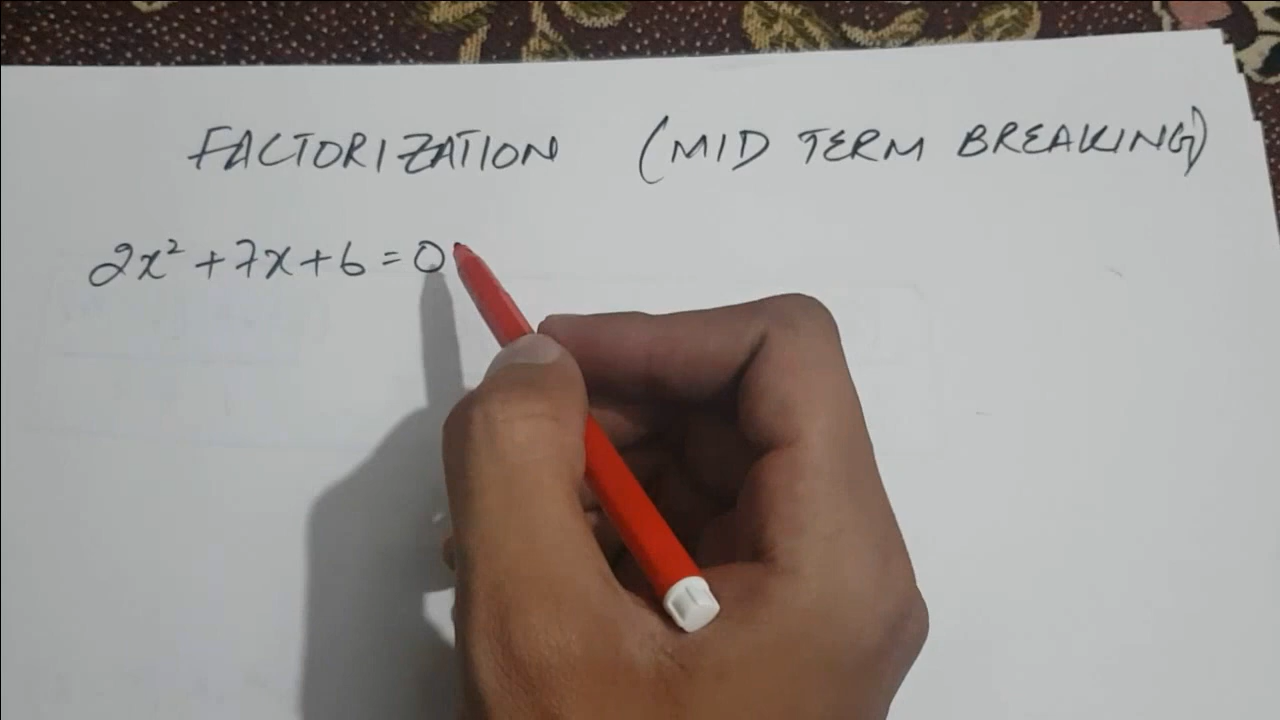 FACTORIZATION (MID TERM BREAKING)
2x² + 7x + 6 = 0